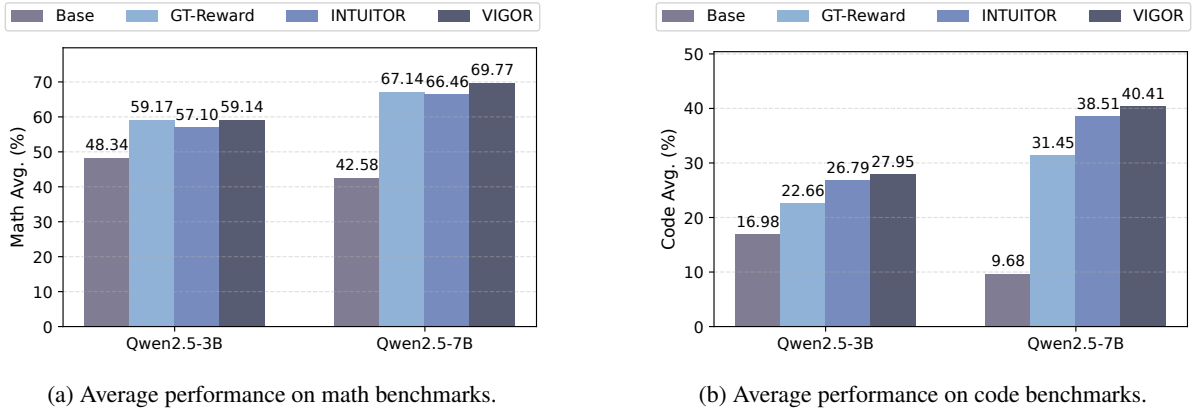 Base GT-Reward INTUITOR VIGOR
Math Avg. (%)
70
60
50
40
30
20
10
0
48.34 59.17 57.10 59.14
42.58 67.14 66.46 69.77
Qwen2.5-3B Qwen2.5-7B
(a) Average performance on math benchmarks.
Base GT-Reward INTUITOR VIGOR
Code Avg. (%)
50
40
30
20
10
0
16.98 22.66 26.79 27.95
9.68 31.45 38.51 40.41
Qwen2.5-3B Qwen2.5-7B
(b) Average performance on code benchmarks.